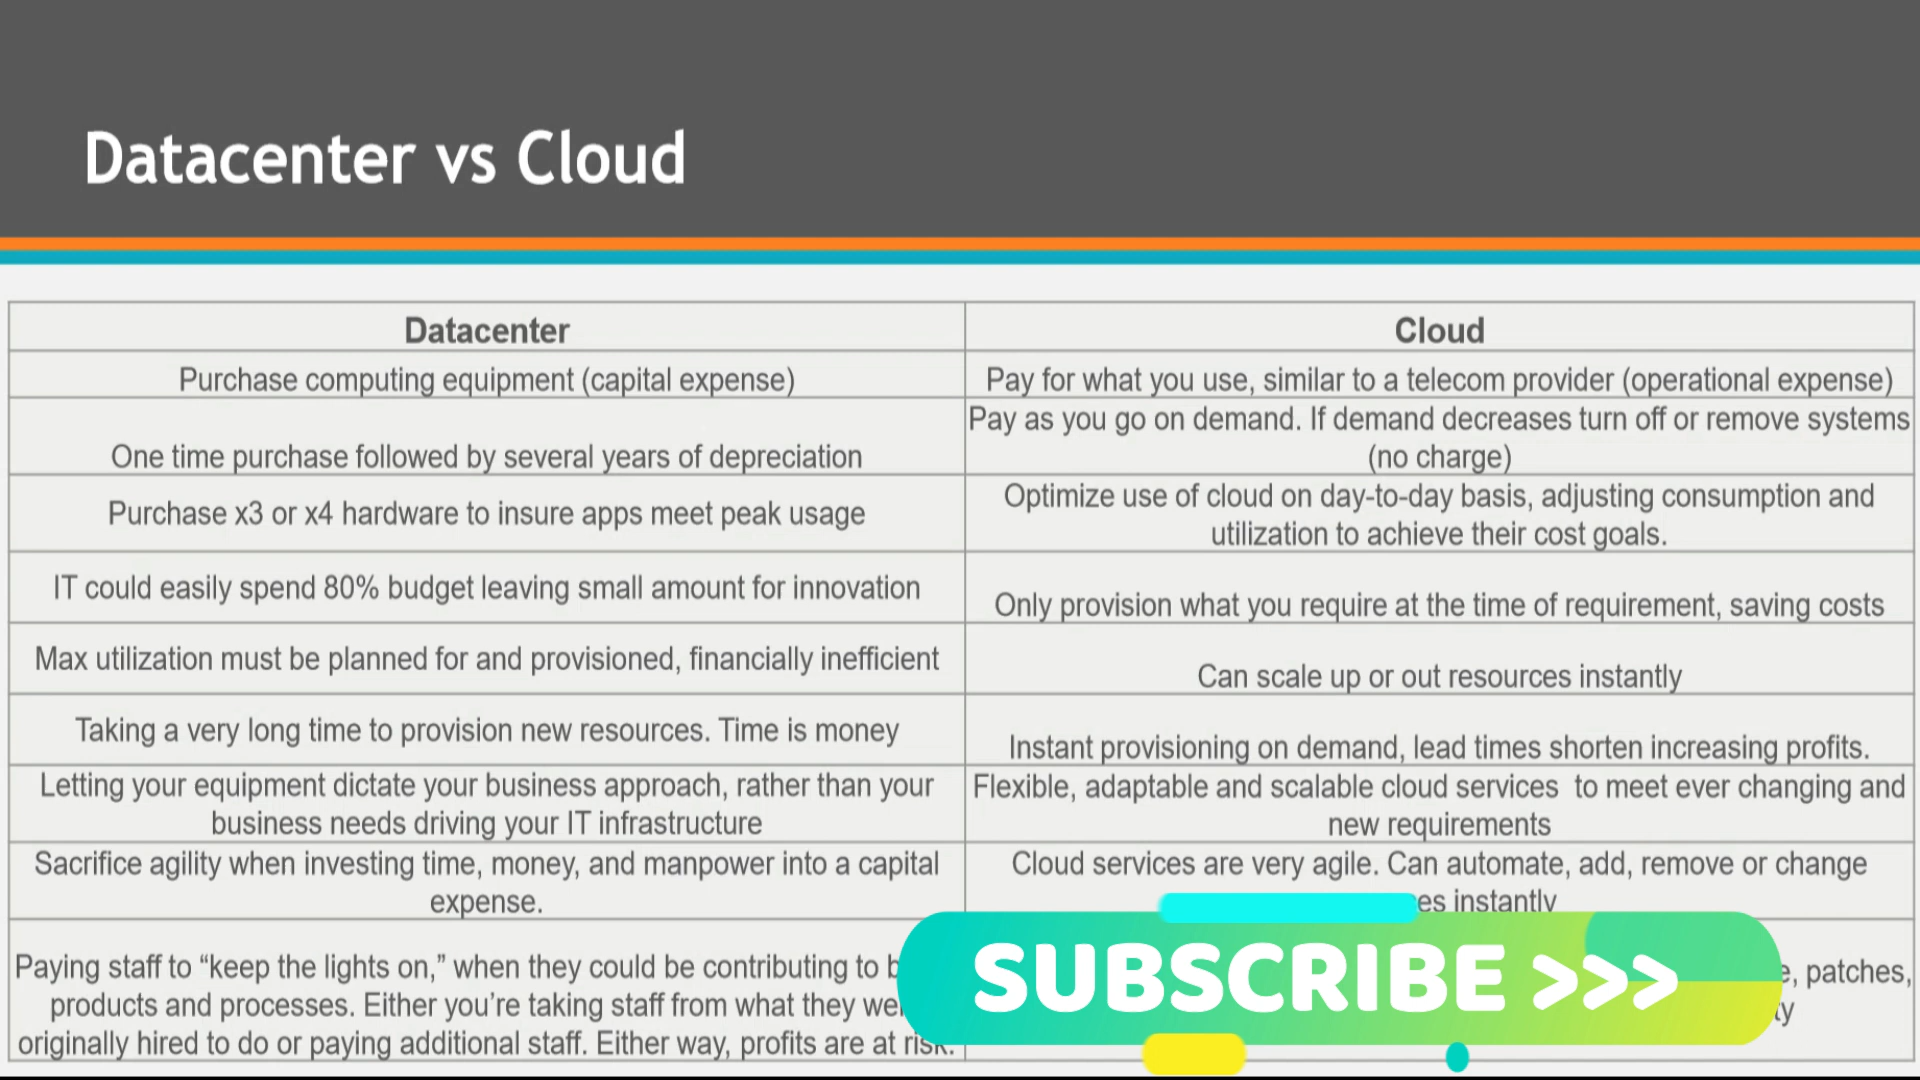 Datacenter vs Cloud
Datacenter
Cloud
Purchase computing equipment (capital expense)
Pay for what you use, similar to a telecom provider (operational expense)
One time purchase followed by several years of depreciation
Pay as you go on demand. If demand decreases turn off or remove systems
(no charge)
Purchase x3 or x4 hardware to insure apps meet peak usage
Optimize use of cloud on day-to-day basis, adjusting consumption and
utilization to achieve their cost goals.
IT could easily spend 80% budget leaving small amount for innovation
Only provision what you require at the time of requirement, saving costs
Max utilization must be planned for and provisioned, financially inefficient
Can scale up or out resources instantly
Taking a very long time to provision new resources. Time is money
Instant provisioning on demand, lead times shorten increasing profits.
Letting your equipment dictate your business approach, rather than your
business needs driving your IT infrastructure
Flexible, adaptable and scalable cloud services to meet ever changing and
new requirements
Sacrifice agility when investing time, money, and manpower into a capital
expense.
Cloud services are very agile. Can automate, add, remove or change
instantly
Paying staff to “keep the lights on,” when they could be contributing to
products and processes. Either you’re taking staff from what they
originally hired to do or paying additional staff. Either way, profits are at risk.
patches,
SUBSCRIBE >>>